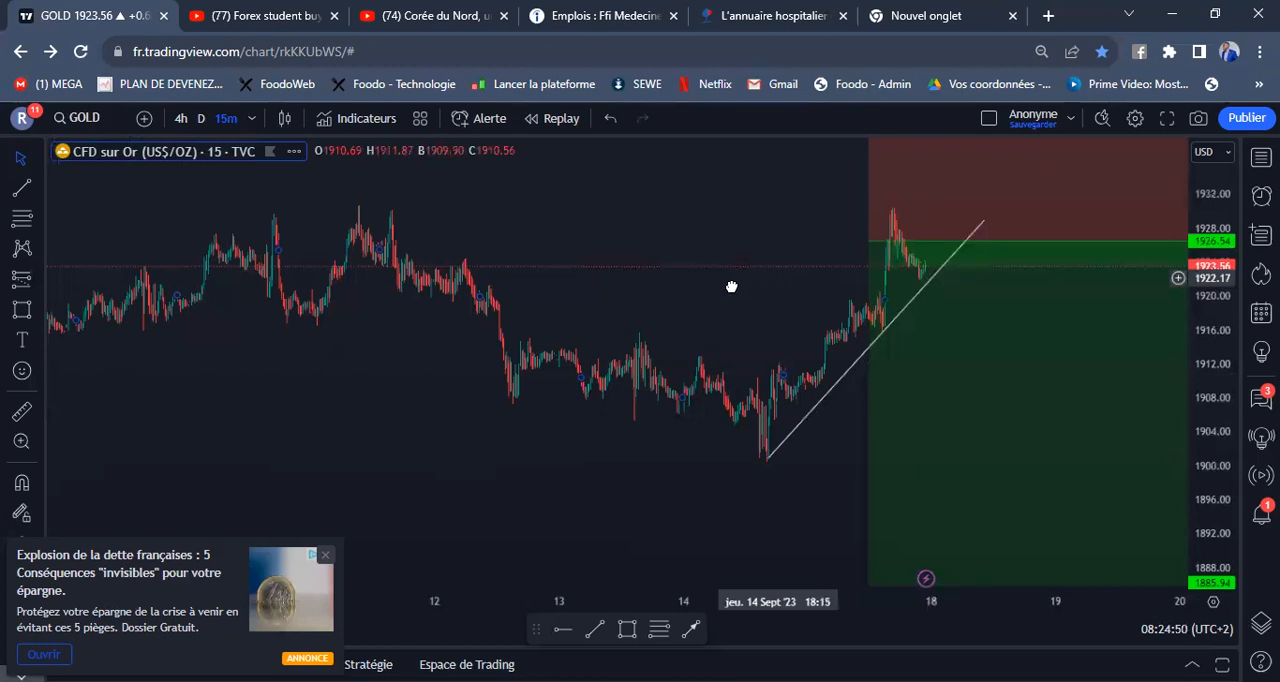 GOLD 1923.56 ▲ +0.6
(77) Forex student bu
(74) Corée du Nord, u
Emplois : Ffi Medecine
L'annuaire hospitalier
Nouvel onglet
fr.tradingview.com/chart/rkKKUbWS/#
(1) MEGA
PLAN DE DEVENEZ...
FoodoWeb
Foodo - Technologie
Lancer la plateforme
SEWE
Netflix
Gmail
Foodo - Admin
Vos coordonnées -...
Prime Video: Most...
»
R 11
GOLD
4h D 15m
Indicateurs
Alerte
Replay
Anonyme
Sauvegarder
Publier
CFD sur Or (US$/OZ) · 15 · TVC
O1910.69 H1911.87 B1909.90 C1910.56
USD
1932.00
1928.00
1926.54
1923.56
1922.17
1920.00
1916.00
1912.00
1908.00
1904.00
1900.00
1896.00
1892.00
1888.00
1885.94
3
1
Explosion de la dette françaises : 5
Conséquences "invisibles" pour votre
épargne.
Protégez votre épargne de la crise à venir en
évitant ces 5 pièges. Dossier Gratuit.
Ouvrir
ANNONCE
12 13 14 jeu. 14 Sept '23 18:15 18 19 20
08:24:50 (UTC+2)
Stratégie
Espace de Trading